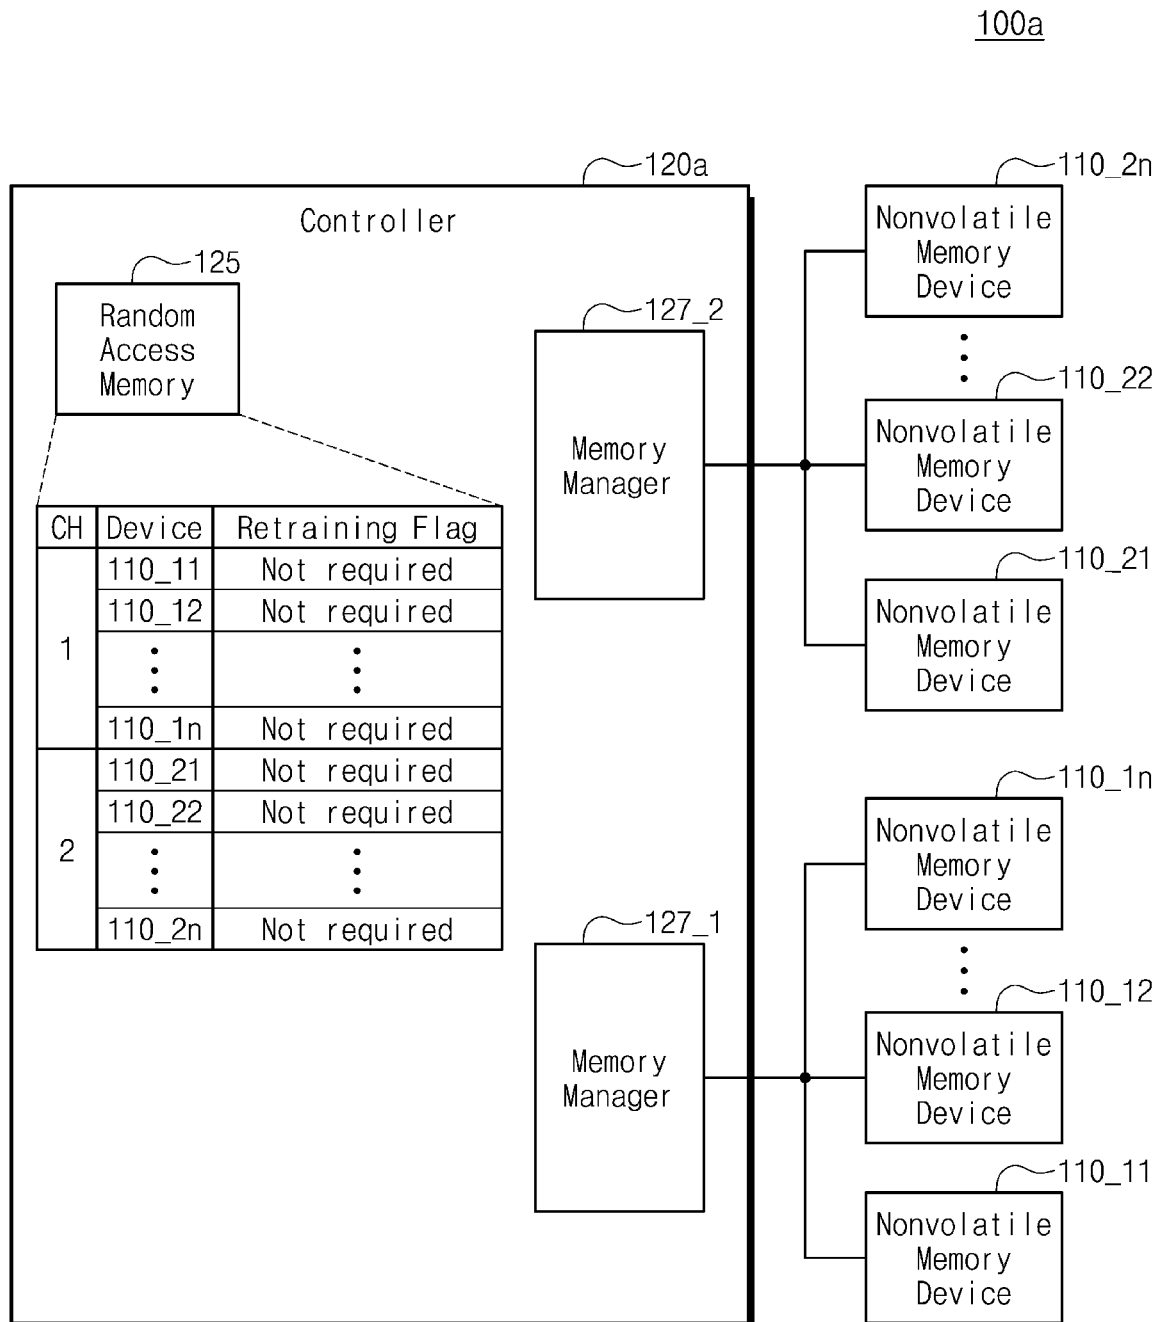 100a
120a
Controller
125
Random
Access
Memory
127_2
Memory
Manager
CH Device Retraining Flag
1
110_11 Not required
110_12 Not required
110_1n Not required
2
110_21 Not required
110_22 Not required
110_2n Not required
127_1
Memory
Manager
110_2n
Nonvolatile
Memory
Device
110_22
Nonvolatile
Memory
Device
110_21
Nonvolatile
Memory
Device
110_1n
Nonvolatile
Memory
Device
110_12
Nonvolatile
Memory
Device
110_11
Nonvolatile
Memory
Device